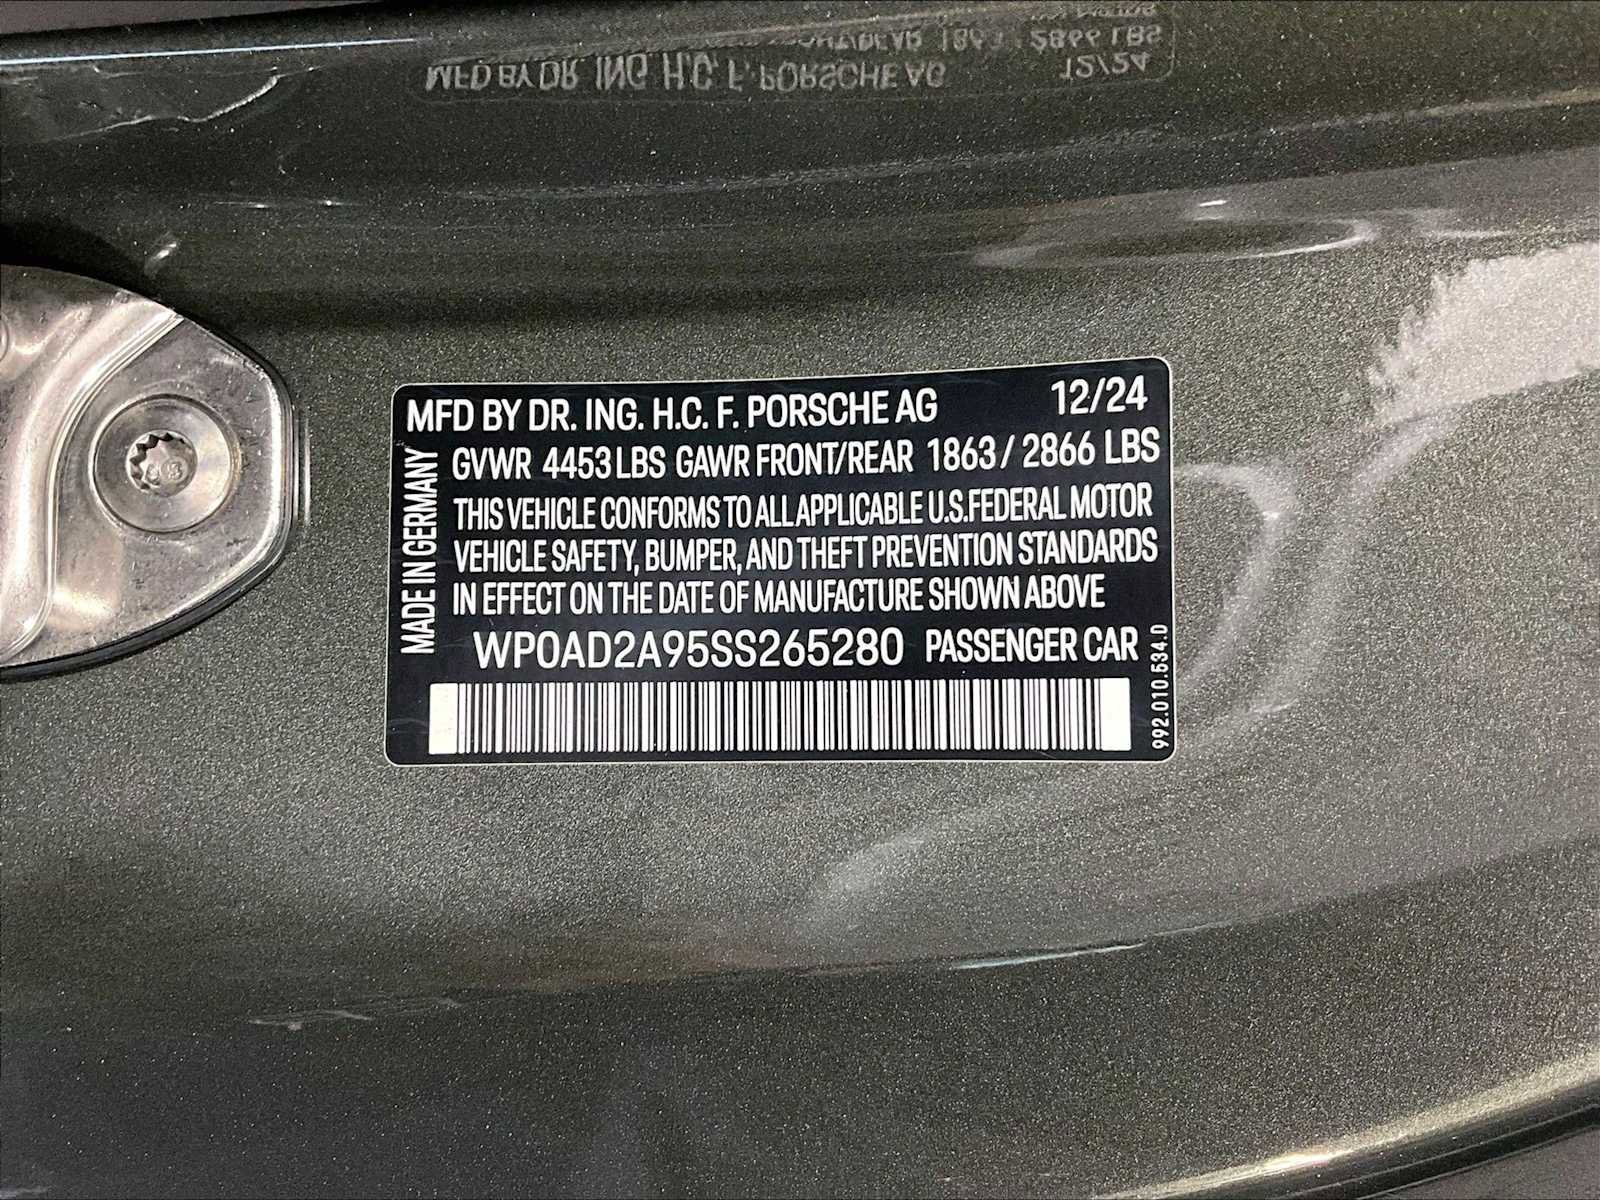 MFD BY DR. ING. H.C. F. PORSCHE AG 12/24
GVWR 4453 LBS GAWR FRONT/REAR 1863 / 2866 LBS
THIS VEHICLE CONFORMS TO ALL APPLICABLE U.S. FEDERAL MOTOR
VEHICLE SAFETY, BUMPER, AND THEFT PREVENTION STANDARDS
IN EFFECT ON THE DATE OF MANUFACTURE SHOWN ABOVE
WP0AD2A95SS265280 PASSENGER CAR
MADE IN GERMANY
992.010.534.D